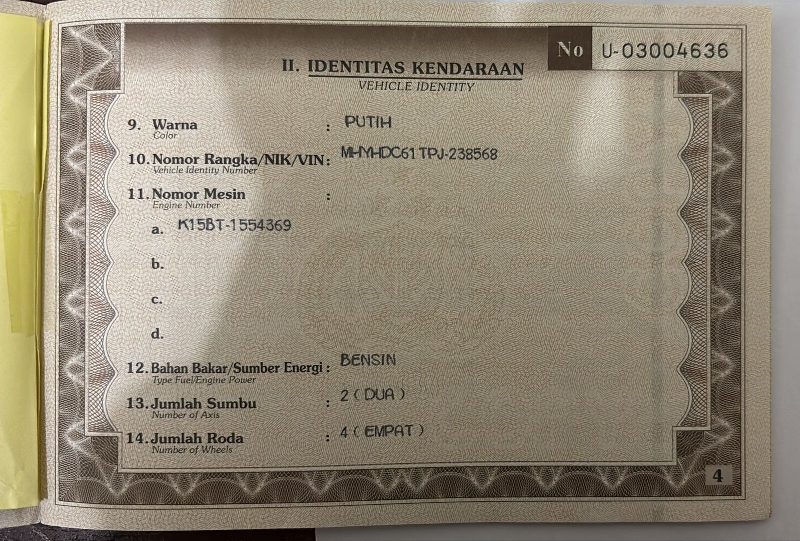 No U-03004636
II. IDENTITAS KENDARAAN
VEHICLE IDENTITY
9. Warna : PUTIH
Color
10. Nomor Rangka/NIK/VIN : MHYHDC61TPJ-238568
Vehicle Identity Number
11. Nomor Mesin :
Engine Number
a. K15BT-1554369
b.
c.
d.
12. Bahan Bakar/Sumber Energi : BENSIN
Type Fuel/Engine Power
13. Jumlah Sumbu : 2 ( DUA )
Number of Axis
14. Jumlah Roda : 4 ( EMPAT )
Number of Wheels
4